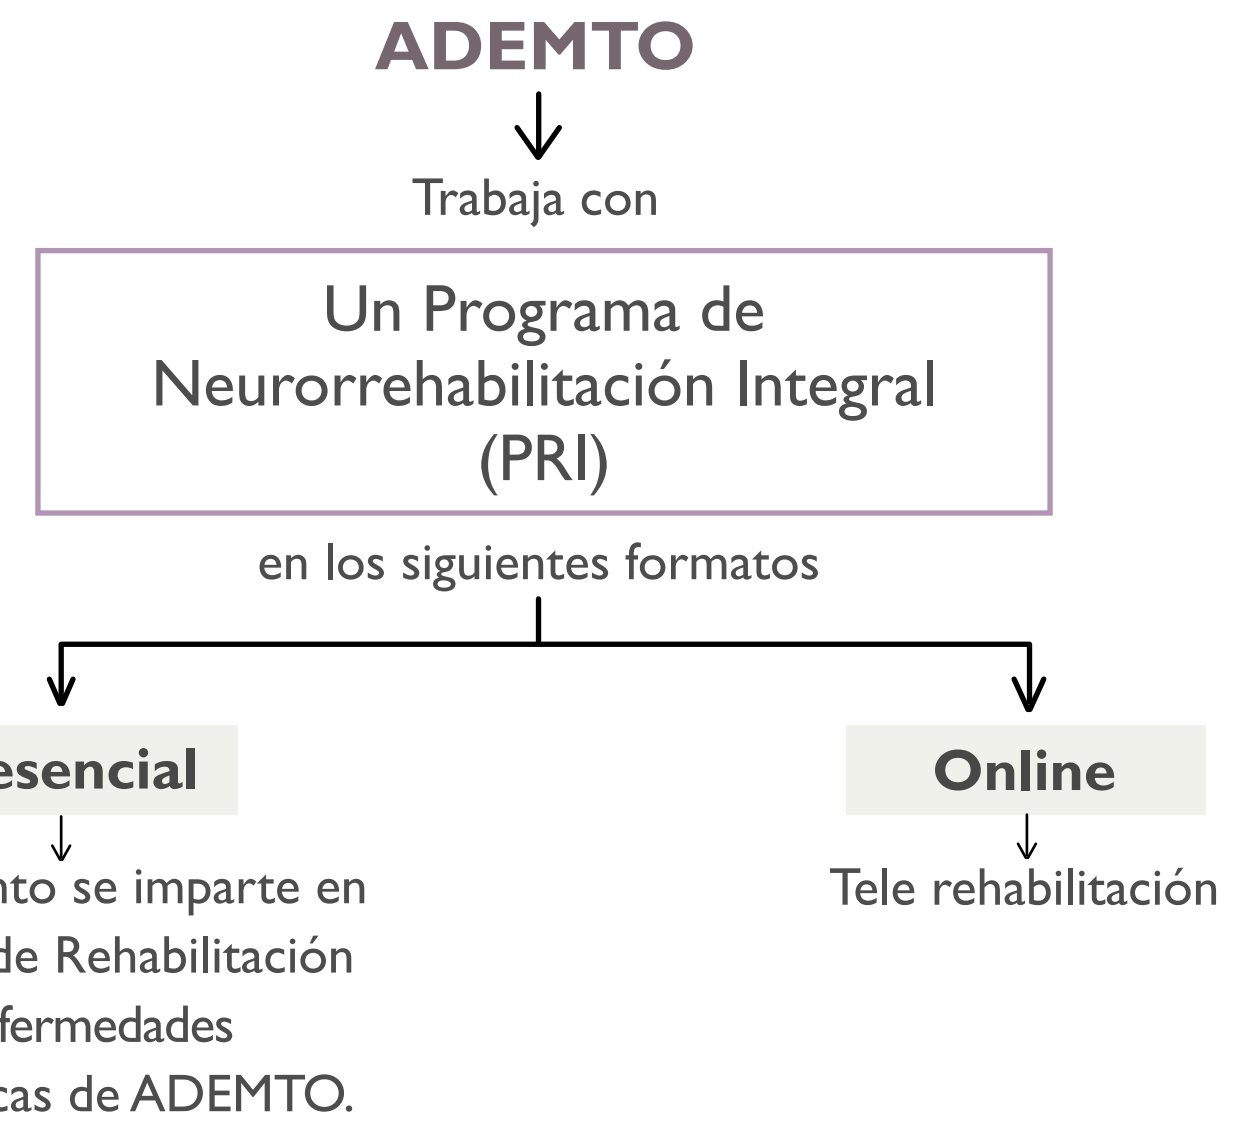 ADEMTO
Trabaja con
Un Programa de
Neurorrehabilitación Integral
(PRI)
en los siguientes formatos
esencial
Online
nto se imparte en
Tele rehabilitación
de Rehabilitación
fermedades
cas de ADEMTO.